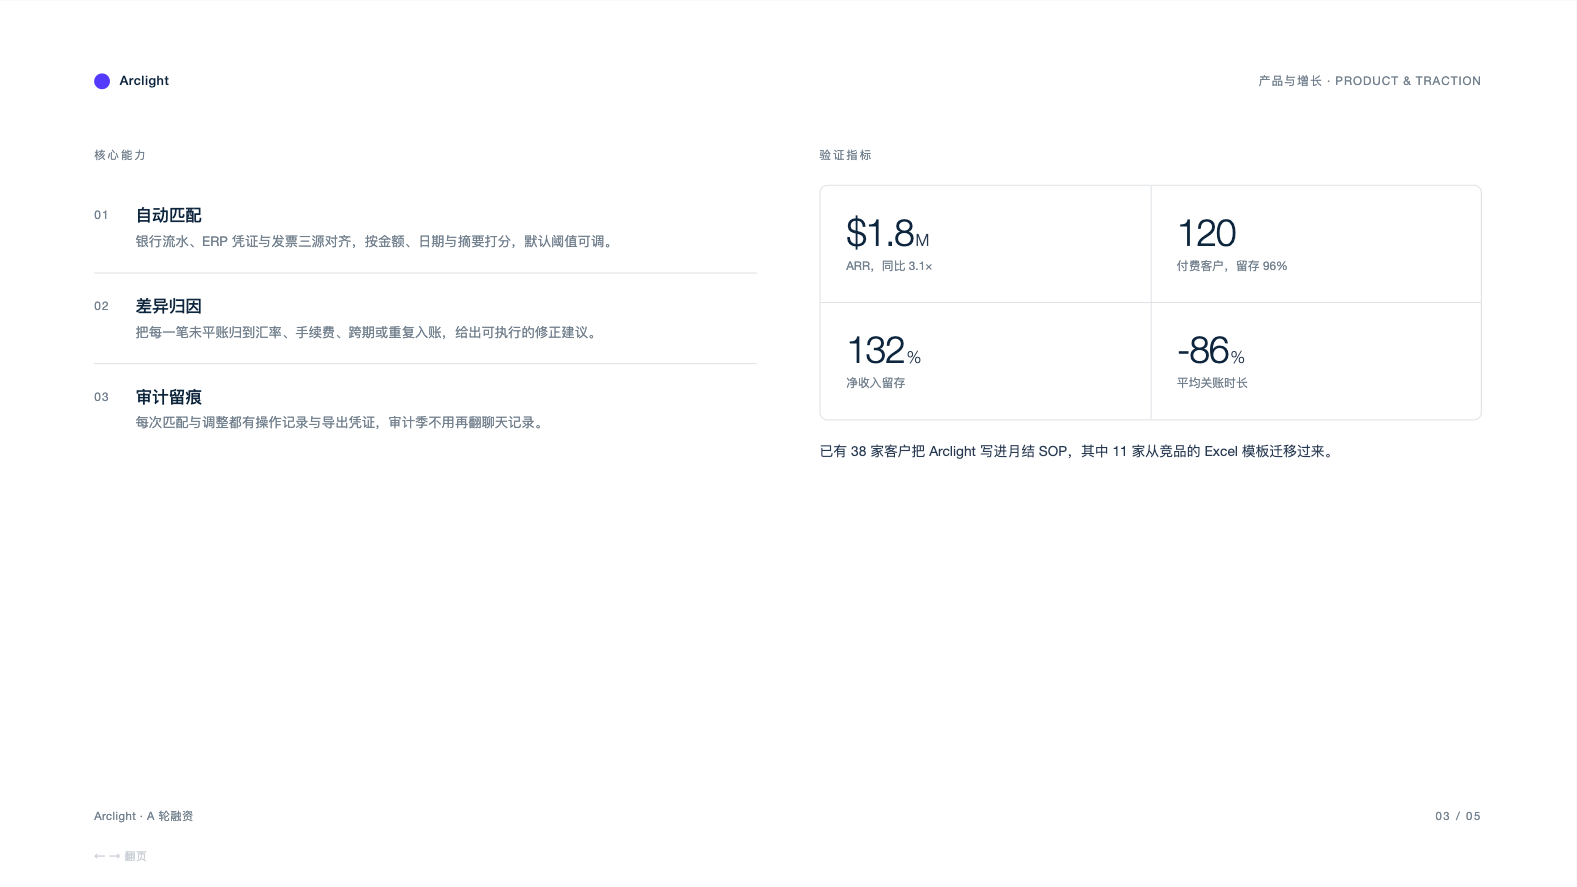 Arclight
产品与增长 · PRODUCT & TRACTION
核心能力
01 自动匹配
银行流水、ERP 凭证与发票三源对齐，按金额、日期与摘要打分，默认阈值可调。
02 差异归因
把每一笔未平账归到汇率、手续费、跨期或重复入账，给出可执行的修正建议。
03 审计留痕
每次匹配与调整都有操作记录与导出凭证，审计季不用再翻聊天记录。
验证指标
$1.8M
ARR，同比 3.1×
120
付费客户，留存 96%
132%
净收入留存
-86%
平均关账时长
已有 38 家客户把 Arclight 写进月结 SOP，其中 11 家从竞品的 Excel 模板迁移过来。
Arclight · A 轮融资
03 / 05
← → 翻页